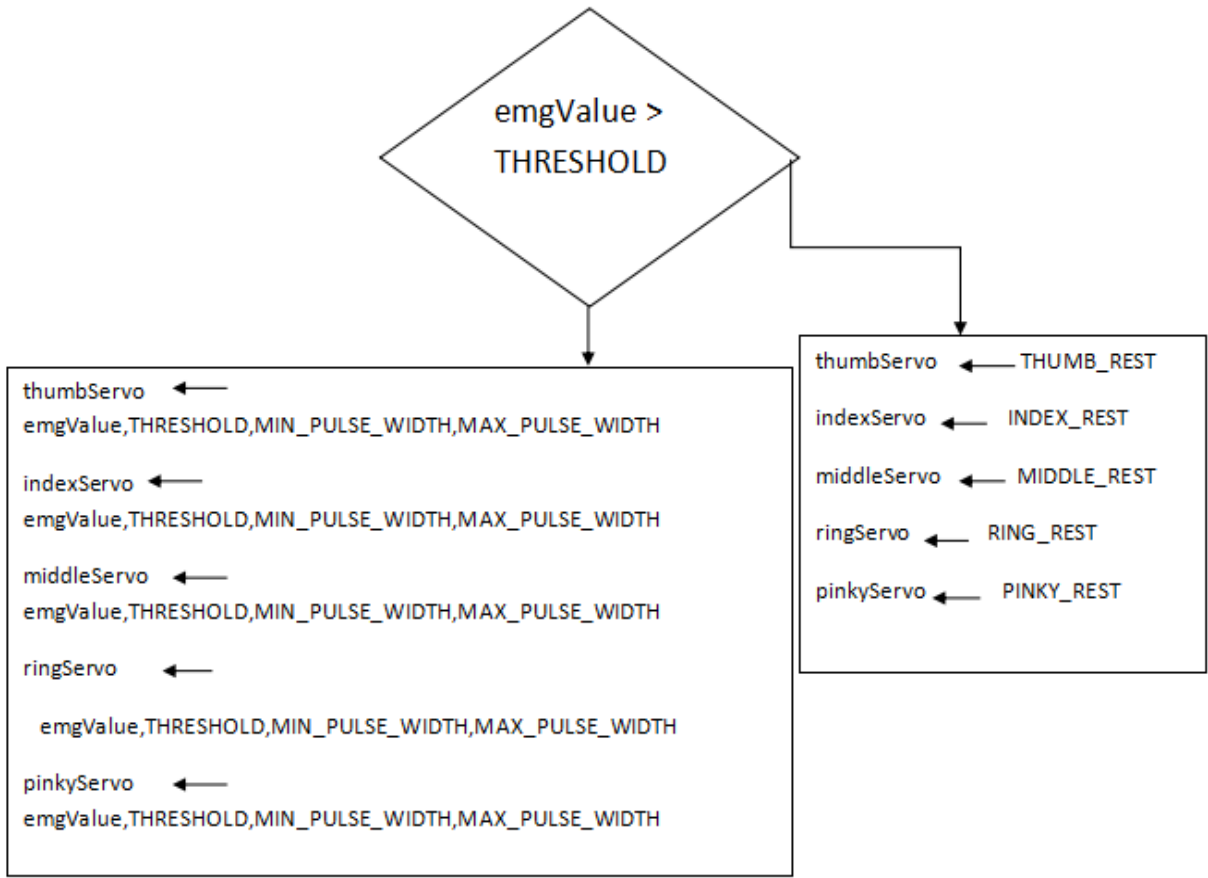 emgValue >
THRESHOLD
thumbServo
emgValue,THRESHOLD,MIN_PULSE_WIDTH,MAX_PULSE_WIDTH
indexServo
emgValue,THRESHOLD,MIN_PULSE_WIDTH,MAX_PULSE_WIDTH
middleServo
emgValue,THRESHOLD,MIN_PULSE_WIDTH,MAX_PULSE_WIDTH
ringServo
emgValue,THRESHOLD,MIN_PULSE_WIDTH,MAX_PULSE_WIDTH
pinkyServo
emgValue,THRESHOLD,MIN_PULSE_WIDTH,MAX_PULSE_WIDTH
thumbServo THUMB_REST
indexServo INDEX_REST
middleServo MIDDLE_REST
ringServo RING_REST
pinkyServo PINKY_REST